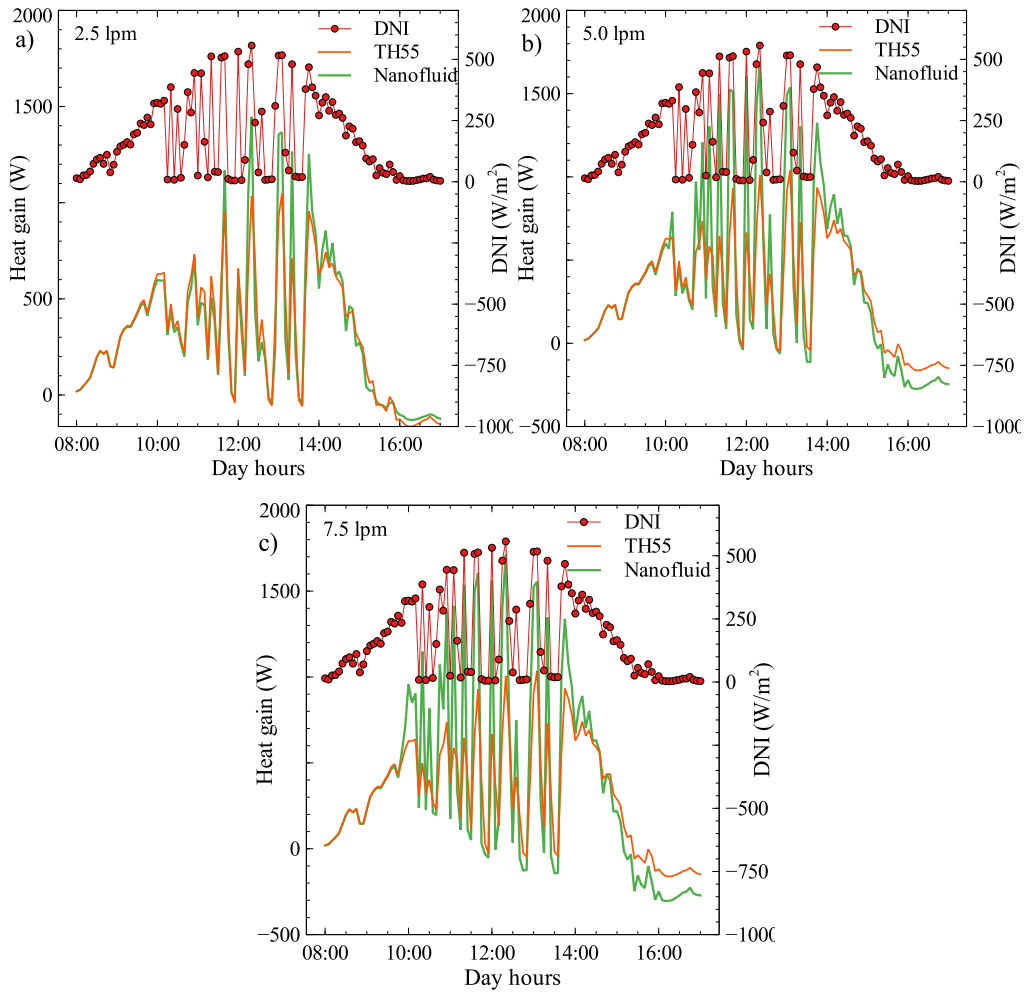 a)
2.5 lpm
DNI
TH55
Nanofluid
2000
1500
500
0
500
250
0
−500
−750
−1000
08:00 10:00 12:00 14:00 16:00
Heat gain (W)
DNI (W/m²)
Day hours
b)
5.0 lpm
DNI
TH55
Nanofluid
2000
1500
0
−500
500
250
0
−500
−750
−1000
08:00 10:00 12:00 14:00 16:00
Heat gain (W)
DNI (W/m²)
Day hours
c)
7.5 lpm
DNI
TH55
Nanofluid
2000
1500
0
−500
500
250
0
−500
−750
−1000
08:00 10:00 12:00 14:00 16:00
Heat gain (W)
DNI (W/m²)
Day hours